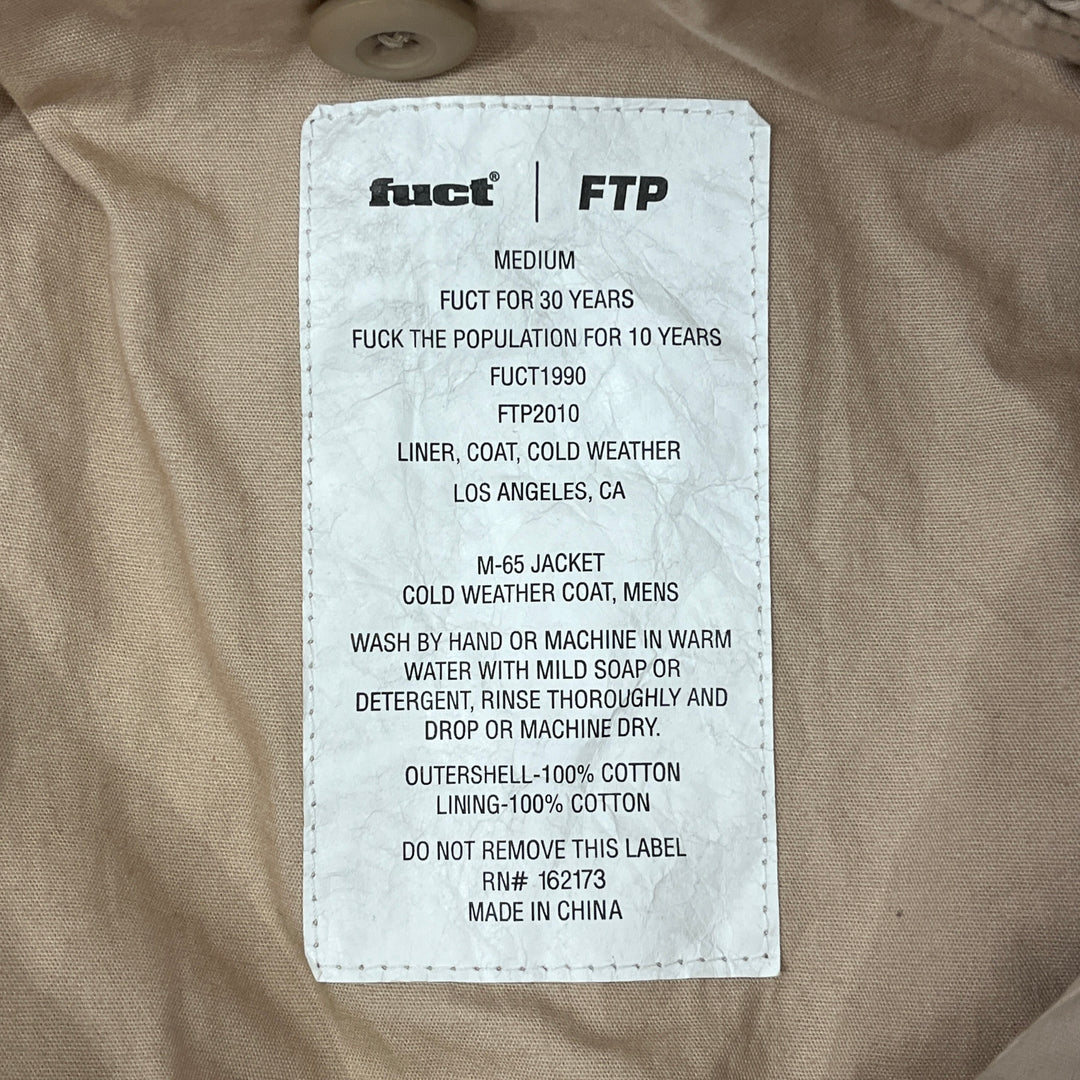 fuct® | FTP
MEDIUM
FUCT FOR 30 YEARS
FUCK THE POPULATION FOR 10 YEARS
FUCT1990
FTP2010
LINER, COAT, COLD WEATHER
LOS ANGELES, CA
M-65 JACKET
COLD WEATHER COAT, MENS
WASH BY HAND OR MACHINE IN WARM
WATER WITH MILD SOAP OR
DETERGENT, RINSE THOROUGHLY AND
DROP OR MACHINE DRY.
OUTERSHELL-100% COTTON
LINING-100% COTTON
DO NOT REMOVE THIS LABEL
RN# 162173
MADE IN CHINA